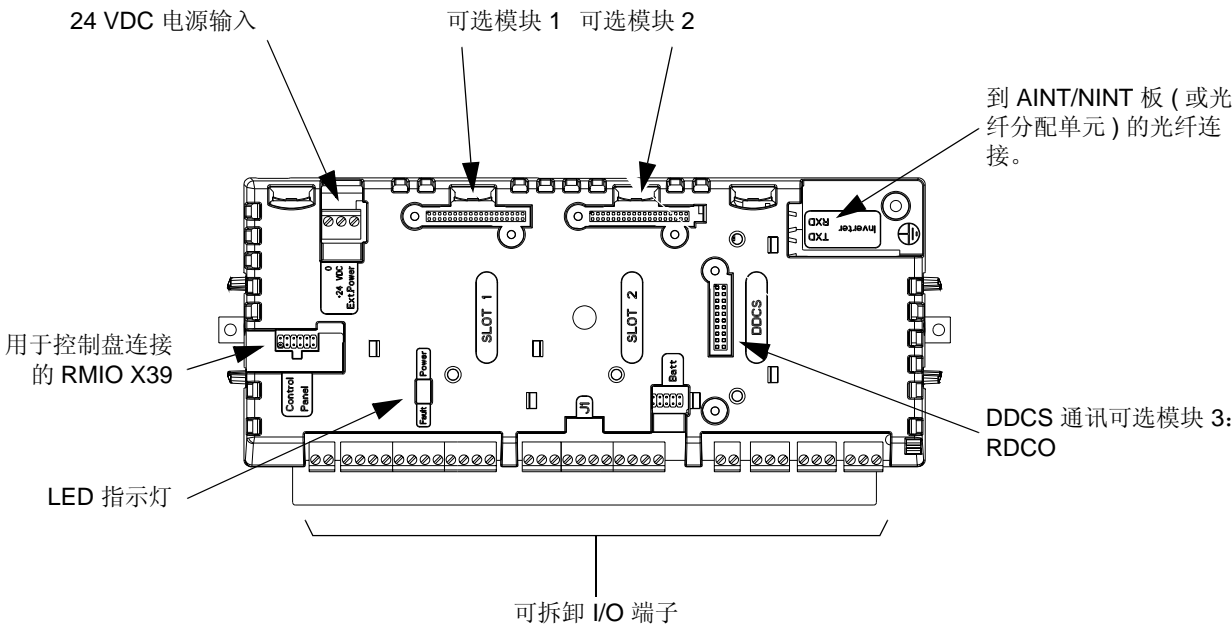 24 VDC 电源输入
可选模块 1
可选模块 2
到 AINT/NINT 板 ( 或光
纤分配单元 ) 的光纤连
接。
TXD
RXD
Inverter
0
+24 VDC
Ext.Power
SLOT 1
SLOT 2
DDCS
用于控制盘连接
的 RMIO X39
Control
Panel
Power
Fault
J1
Batt
DDCS 通讯可选模块 3:
RDCO
LED 指示灯
可拆卸 I/O 端子